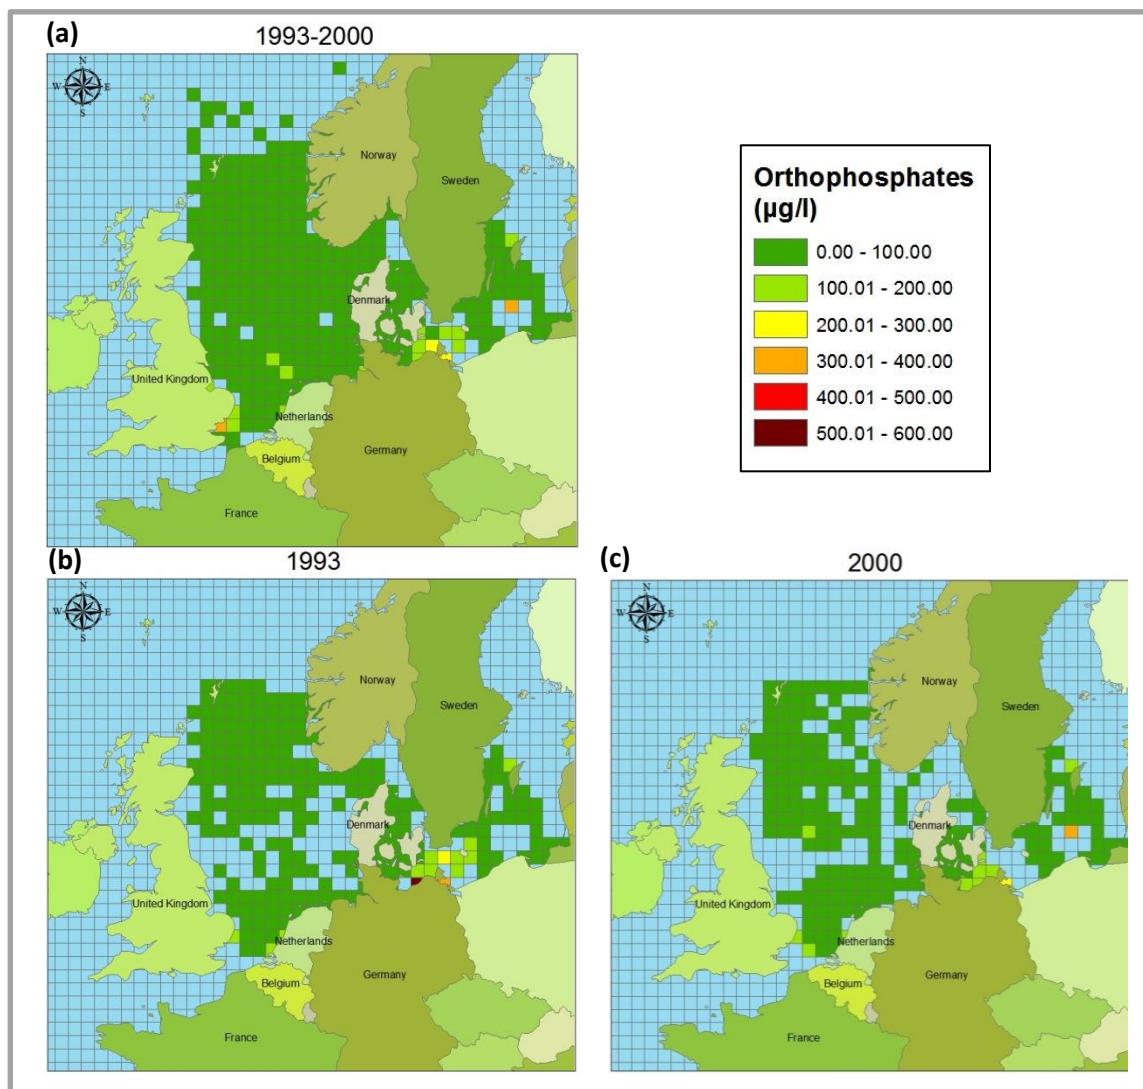 (a)
1993-2000
N
W E
S
Norway
Sweden
Denmark
United Kingdom
Netherlands
Belgium
Germany
France
Orthophosphates
(µg/l)
0.00 - 100.00
100.01 - 200.00
200.01 - 300.00
300.01 - 400.00
400.01 - 500.00
500.01 - 600.00
(b)
1993
N
W E
S
Norway
Sweden
Denmark
United Kingdom
Netherlands
Belgium
Germany
France
(c)
2000
N
W E
S
Norway
Sweden
Denmark
United Kingdom
Netherlands
Belgium
Germany
France